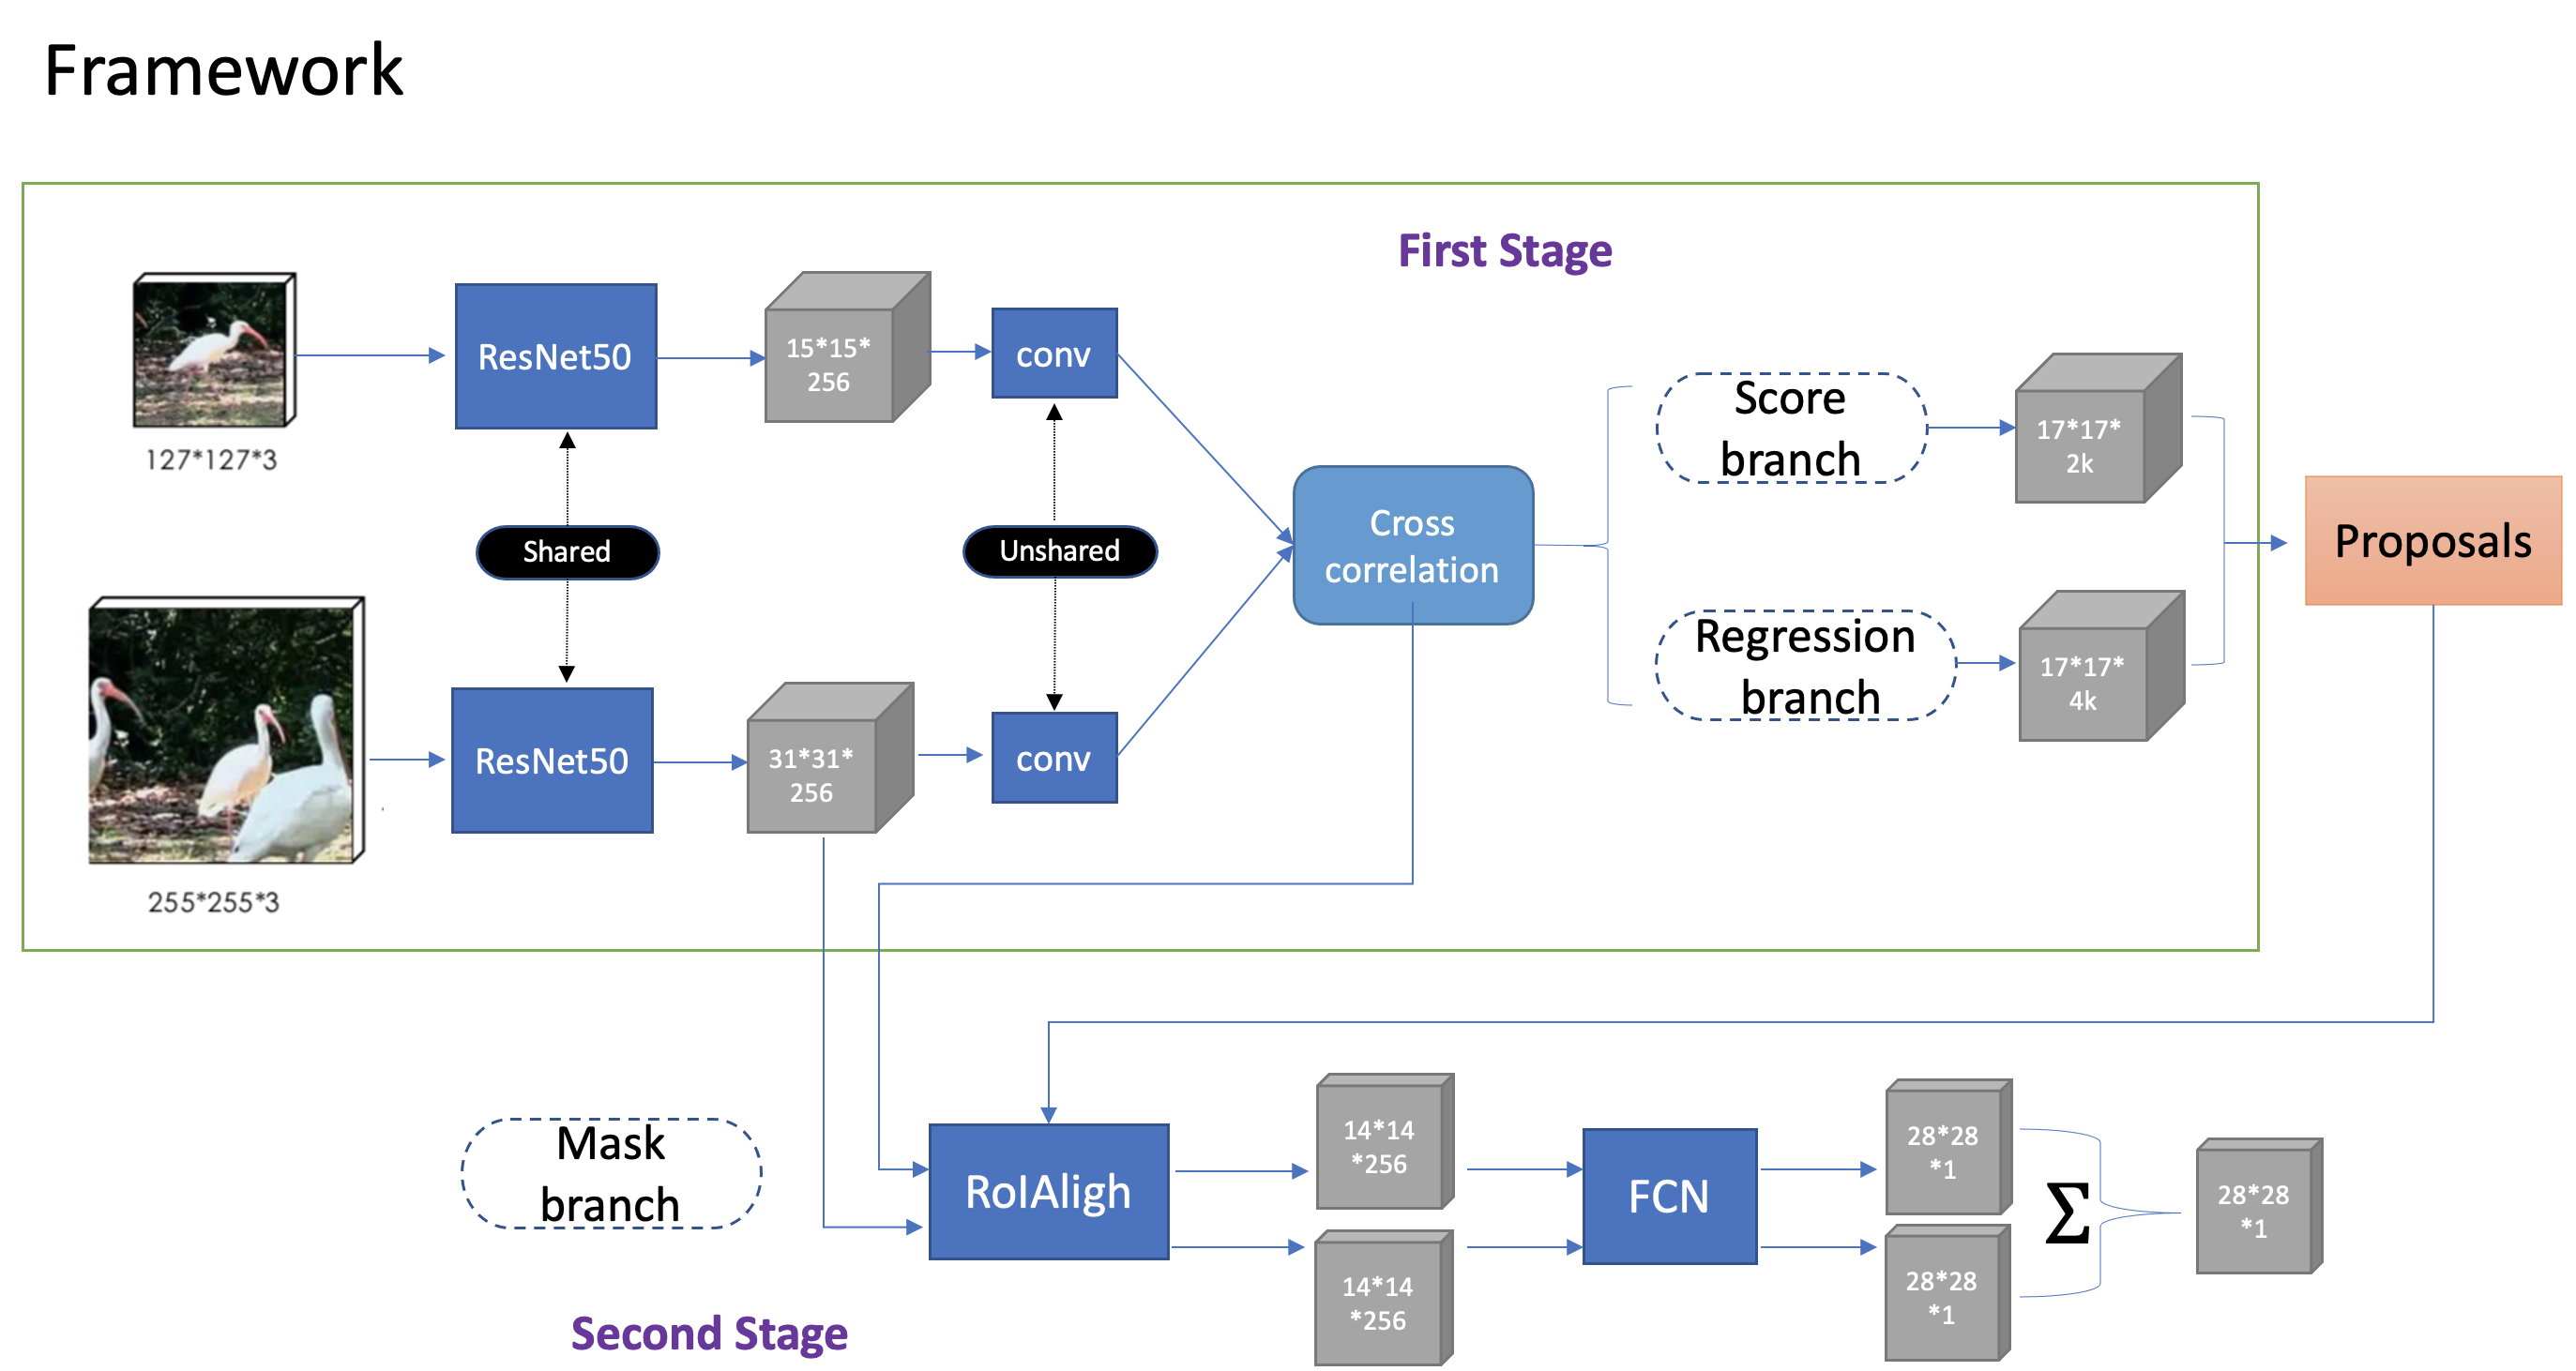 Framework
First Stage
ResNet50
15*15*
256
conv
127*127*3
Shared
Unshared
Cross
correlation
Score
branch
17*17*
2k
Proposals
Regression
branch
17*17*
4k
ResNet50
31*31*
256
conv
255*255*3
Mask
branch
RoIAligh
14*14
*256
14*14
*256
FCN
28*28
*1
28*28
*1
Σ
28*28
*1
Second Stage